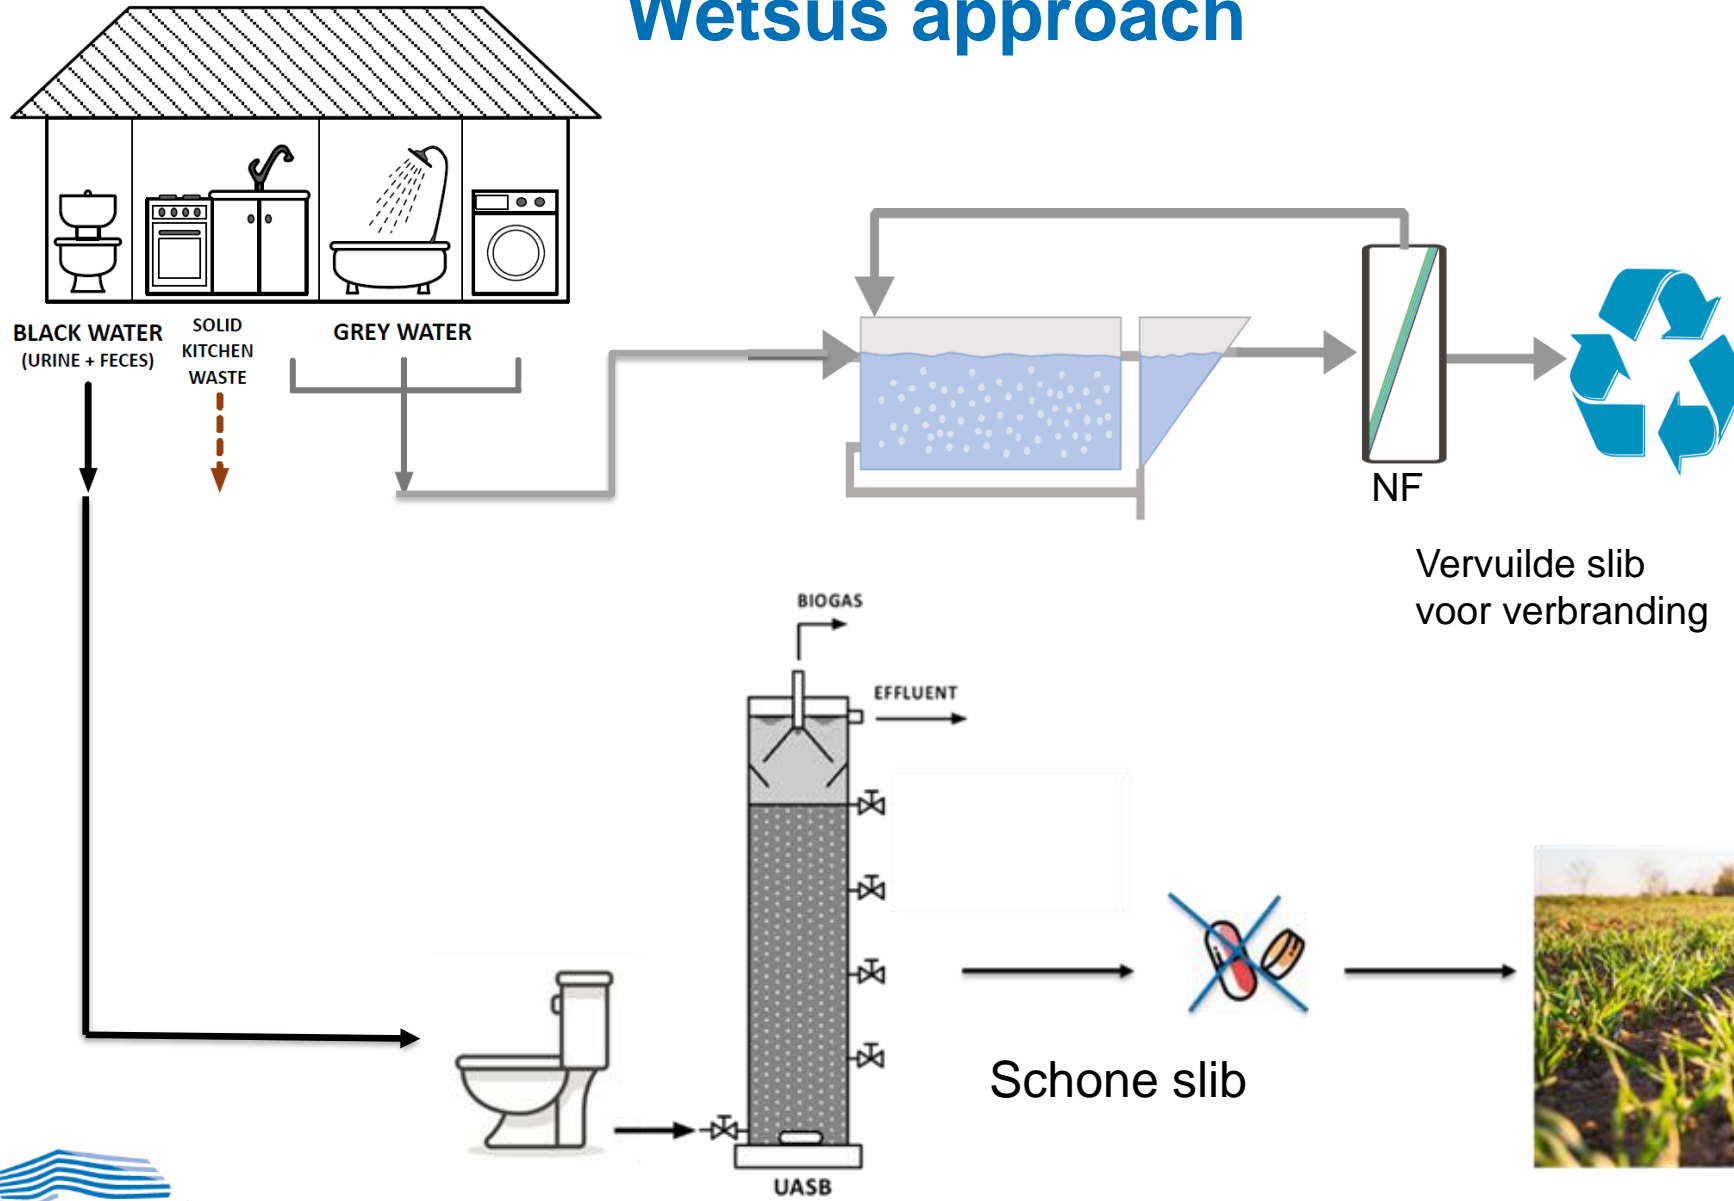 Wetsus approach
BLACK WATER
(URINE + FECES)
SOLID
KITCHEN
WASTE
GREY WATER
NF
Vervuilde slib
voor verbranding
BIOGAS
EFFLUENT
Schone slib
UASB